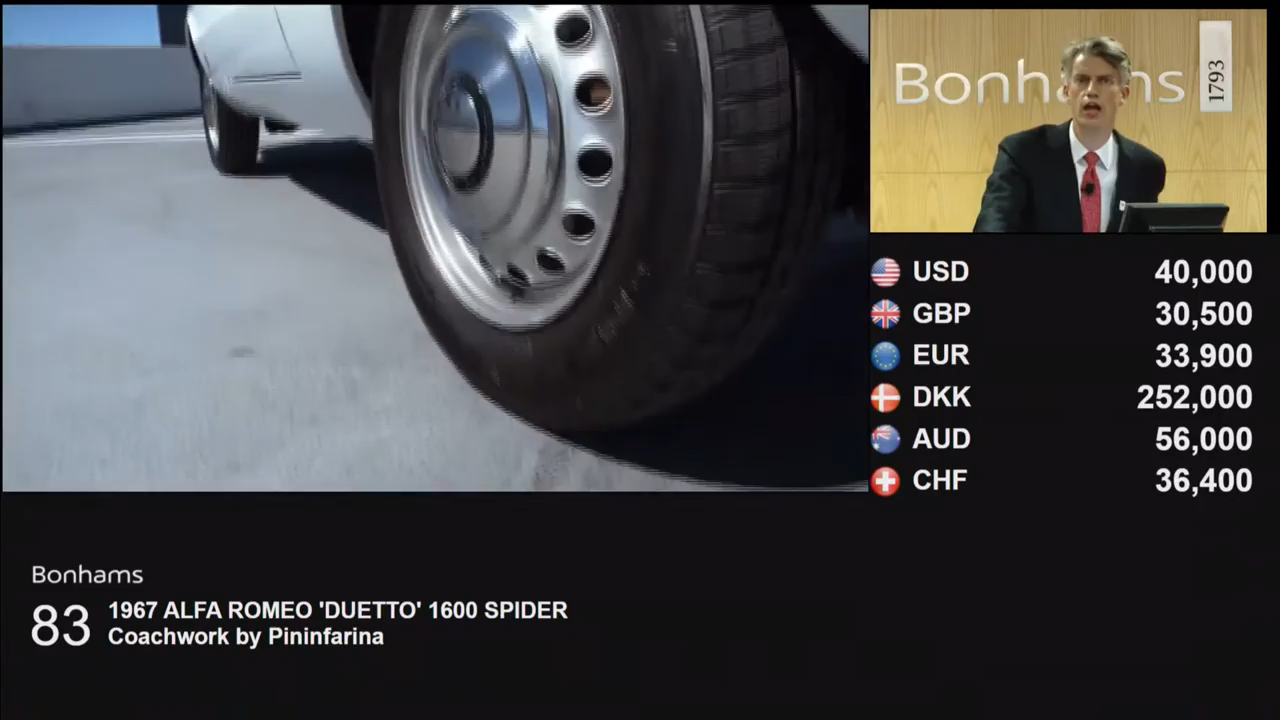 Bonhams
1793
USD 40,000
GBP 30,500
EUR 33,900
DKK 252,000
AUD 56,000
CHF 36,400
Bonhams
83
1967 ALFA ROMEO 'DUETTO' 1600 SPIDER
Coachwork by Pininfarina